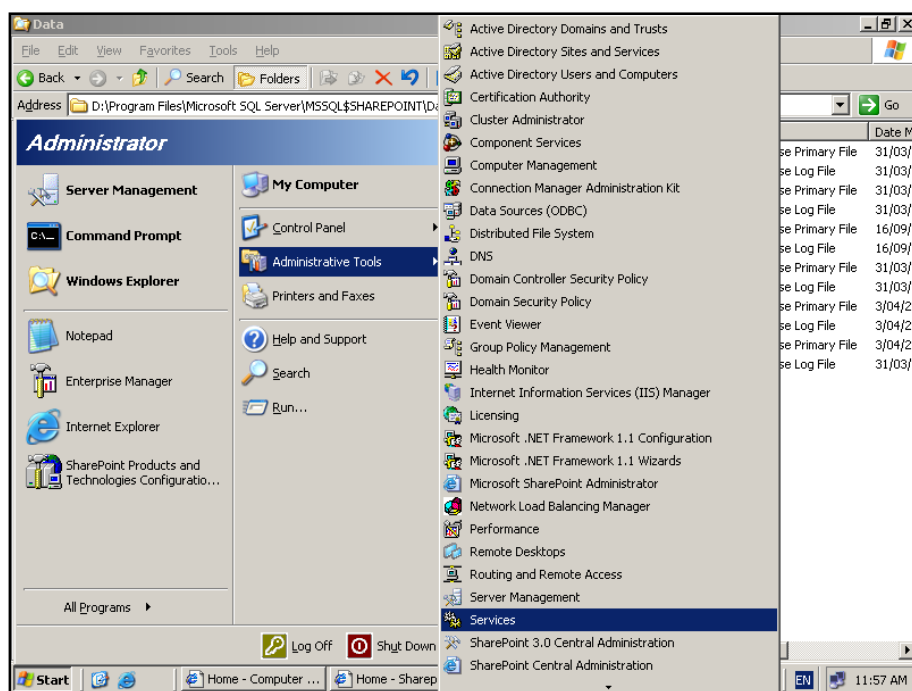 Data
File Edit View Favorites Tools Help
Back Search Folders
Address D:\Program Files\Microsoft SQL Server\MSSQL$SHAREPOINT\Da
Go
Date M
Administrator
Server Management
Command Prompt
Windows Explorer
Notepad
Enterprise Manager
Internet Explorer
SharePoint Products and
Technologies Configuratio...
All Programs
My Computer
Control Panel
Administrative Tools
Printers and Faxes
Help and Support
Search
Run...
Log Off Shut Down
Active Directory Domains and Trusts
Active Directory Sites and Services
Active Directory Users and Computers
Certification Authority
Cluster Administrator
Component Services
Computer Management
Connection Manager Administration Kit
Data Sources (ODBC)
Distributed File System
DNS
Domain Controller Security Policy
Domain Security Policy
Event Viewer
Group Policy Management
Health Monitor
Internet Information Services (IIS) Manager
Licensing
Microsoft .NET Framework 1.1 Configuration
Microsoft .NET Framework 1.1 Wizards
Microsoft SharePoint Administrator
Network Load Balancing Manager
Performance
Remote Desktops
Routing and Remote Access
Server Management
Services
SharePoint 3.0 Central Administration
SharePoint Central Administration
se Primary File 31/03/
se Log File 31/03/
se Primary File 31/03/
se Log File 31/03/
se Primary File 16/09/
se Log File 16/09/
se Primary File 31/03/
se Log File 31/03/
se Primary File 3/04/2
se Log File 3/04/2
se Primary File 3/04/2
se Log File 31/03/
Start Home - Computer ... Home - Sharep EN 11:57 AM